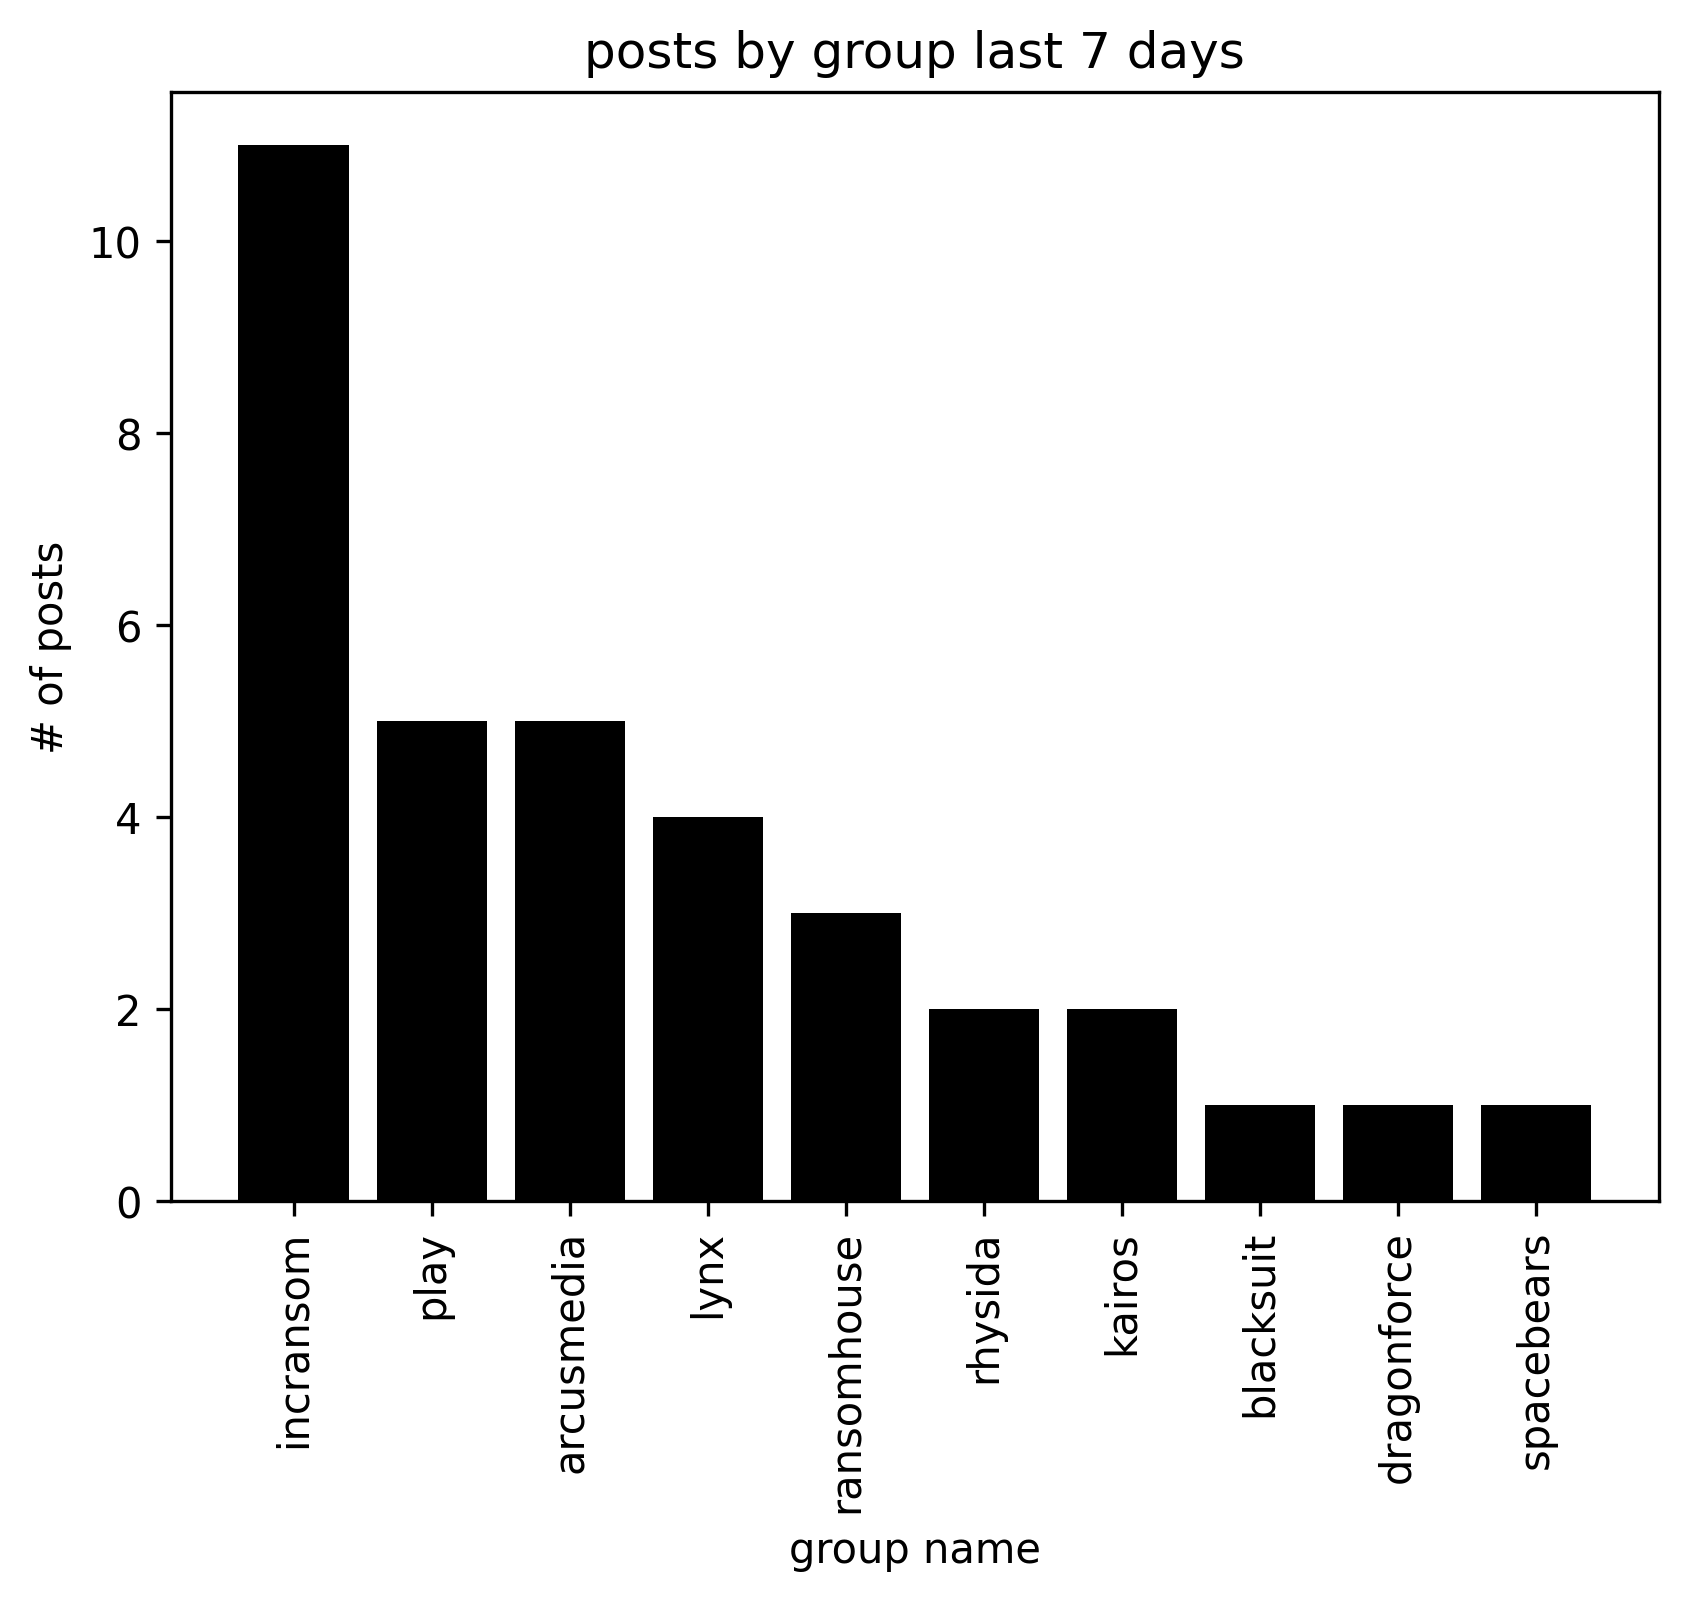 posts by group last 7 days
# of posts
10
8
6
4
2
0
incransom
play
arcusmedia
lynx
ransomhouse
rhysida
kairos
blacksuit
dragonforce
spacebears
group name